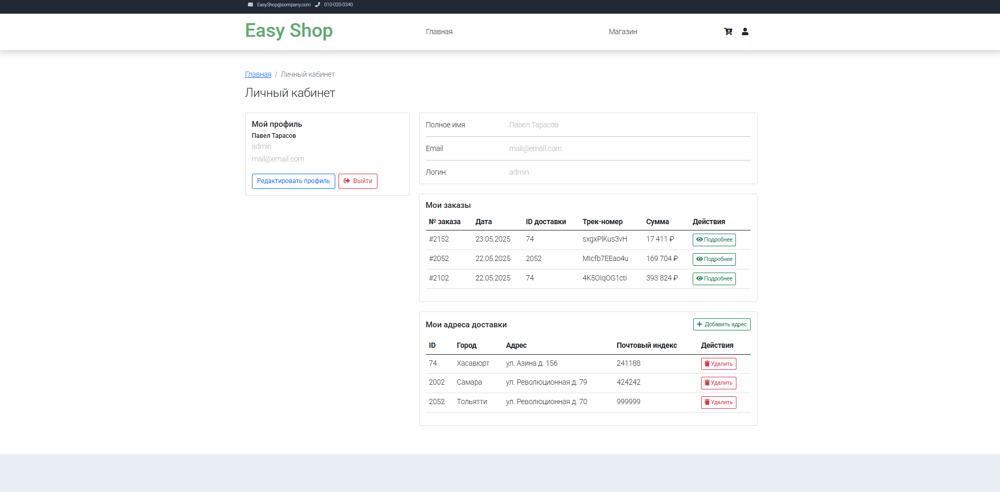 EasyShop@company.com 010-020-0340
Easy Shop Главная Магазин
Главная / Личный кабинет
Личный кабинет
Мой профиль
Павел Тарасов
admin
mail@email.com
Редактировать профиль Выйти
Полное имя Павел Тарасов
Email mail@email.com
Логин admin
Мои заказы
№ заказа Дата ID доставки Трек-номер Сумма Действия
#2152 23.05.2025 74 sxgxPlKus3vH 17 411 ₽ Подробнее
#2052 22.05.2025 2052 MIcfb7EEao4u 169 704 ₽ Подробнее
#2102 22.05.2025 74 4K5OIqOG1cti 393 824 ₽ Подробнее
Мои адреса доставки Добавить адрес
ID Город Адрес Почтовый индекс Действия
74 Хасавюрт ул. Азина д. 156 241188 Удалить
2002 Самара ул. Революционная д. 79 424242 Удалить
2052 Тольятти ул. Революционная д. 70 999999 Удалить